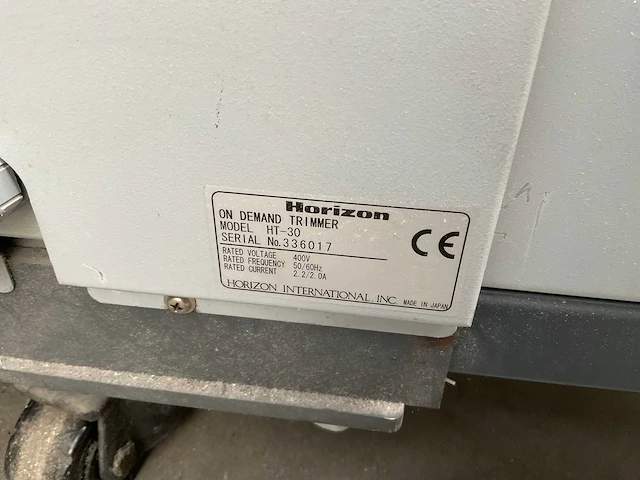 Horizon
ON DEMAND TRIMMER
MODEL HT-30
SERIAL No.336017
CE
RATED VOLTAGE 400V
RATED FREQUENCY 50/60Hz
RATED CURRENT 2.2/2.0A
HORIZON INTERNATIONAL, INC. MADE IN JAPAN